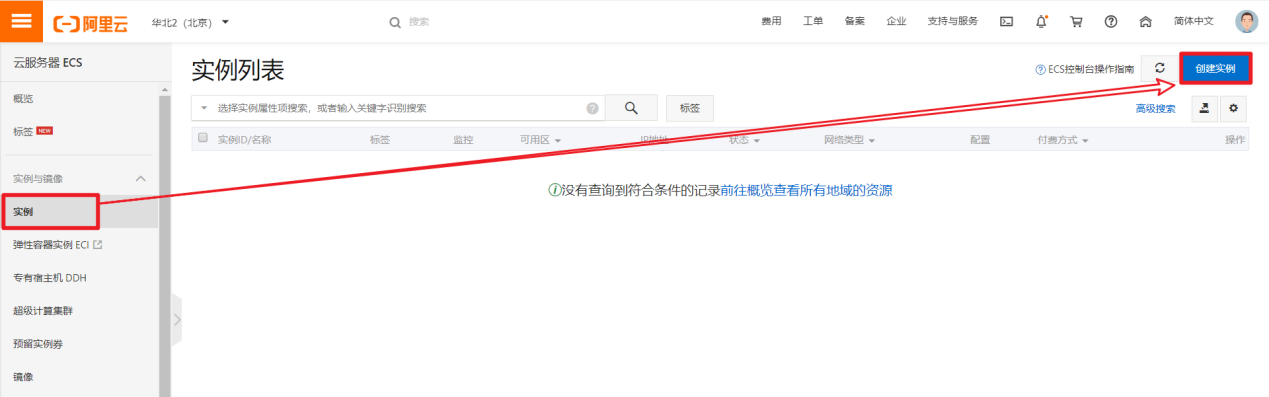 阿里云 华北2（北京） 搜索 费用 工单 备案 企业 支持与服务 简体中文
云服务器 ECS
概览
标签 NEW
实例与镜像
实例
弹性容器实例 ECI
专有宿主机 DDH
超级计算集群
预留实例券
镜像
实例列表 ECS控制台操作指南 创建实例
选择实例属性项搜索，或者输入关键字识别搜索 标签 高级搜索
实例ID/名称 标签 监控 可用区 IP地址 状态 网络类型 配置 付费方式 操作
没有查询到符合条件的记录前往概览查看所有地域的资源